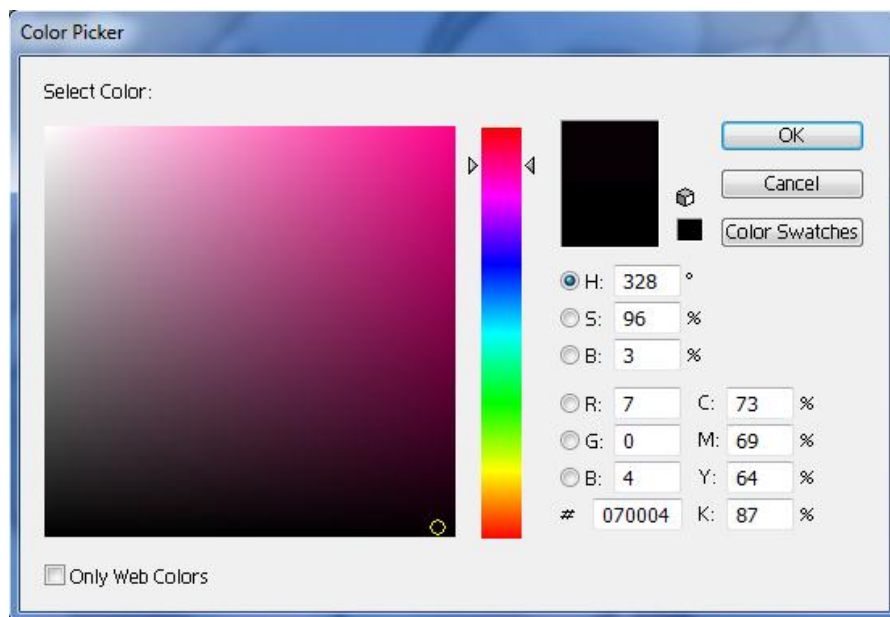 Color Picker
Select Color:
OK
Cancel
Color Swatches
H: 328 °
S: 96 %
B: 3 %
R: 7 C: 73 %
G: 0 M: 69 %
B: 4 Y: 64 %
# 070004 K: 87 %
Only Web Colors